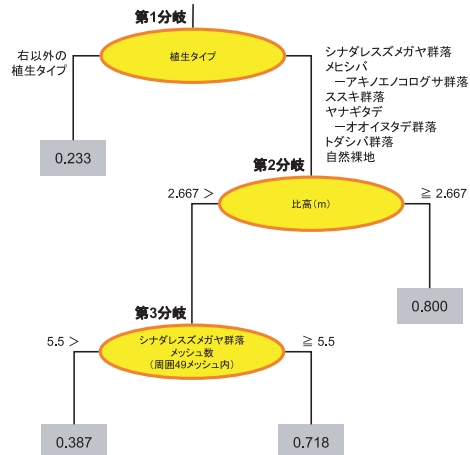 第1分岐
植生タイプ
右以外の
植生タイプ
シナダレスズメガヤ群落
メヒシバ
－アキノエノコログサ群落
ススキ群落
ヤナギタデ
－オオイヌタデ群落
トダシバ群落
自然裸地
0.233
第2分岐
2.667 >
≧ 2.667
比高(m)
0.800
第3分岐
5.5 >
≧ 5.5
シナダレスズメガヤ群落
メッシュ数
(周囲49メッシュ内)
0.387
0.718